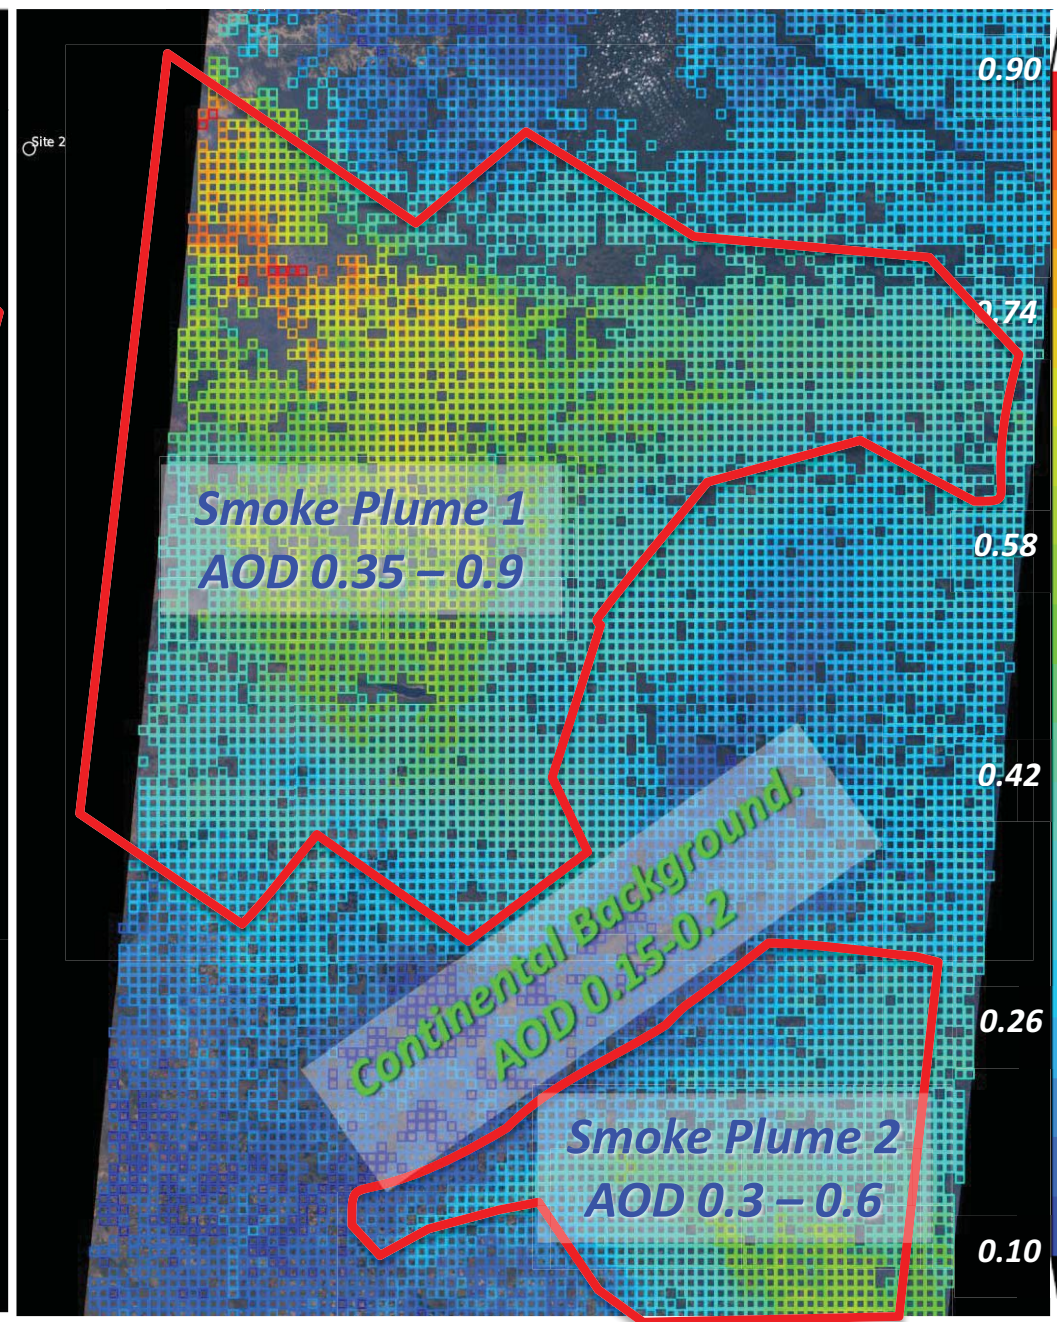 0.90
Site 2
0.74
Smoke Plume 1
AOD 0.35 – 0.9
0.58
0.42
Continental Background.
AOD 0.15-0.2
0.26
Smoke Plume 2
AOD 0.3 – 0.6
0.10